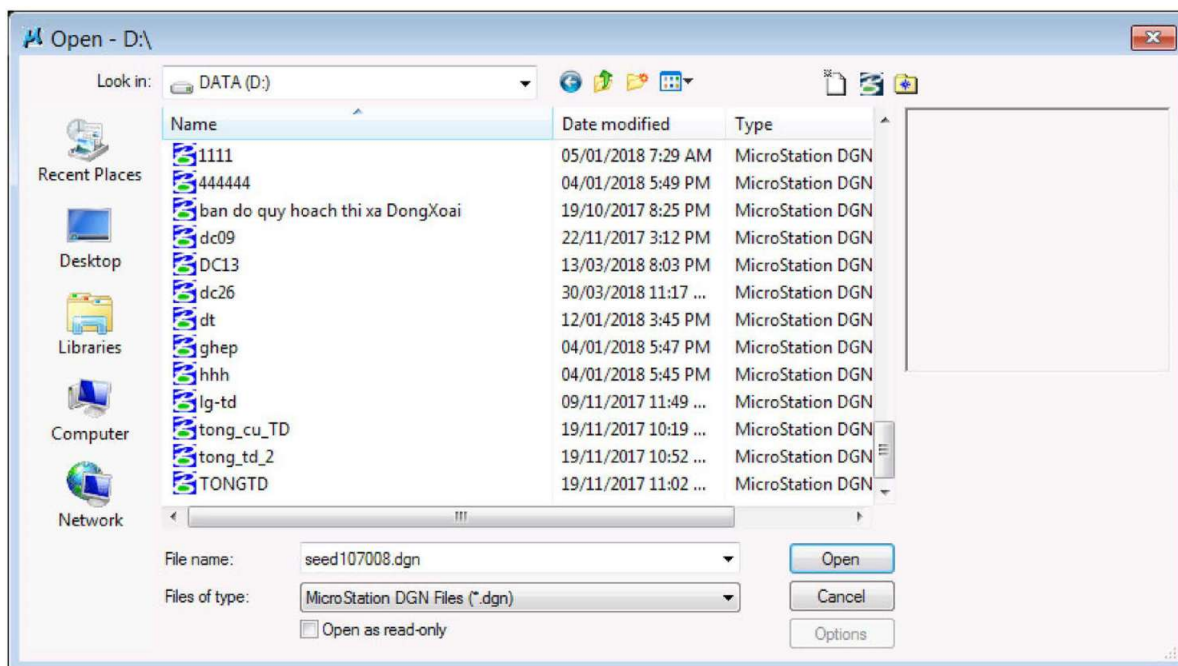 Open - D:\
Look in: DATA (D:)
Name Date modified Type
1111 05/01/2018 7:29 AM MicroStation DGN
444444 04/01/2018 5:49 PM MicroStation DGN
ban do quy hoach thi xa DongXoai 19/10/2017 8:25 PM MicroStation DGN
dc09 22/11/2017 3:12 PM MicroStation DGN
DC13 13/03/2018 8:03 PM MicroStation DGN
dc26 30/03/2018 11:17 ... MicroStation DGN
dt 12/01/2018 3:45 PM MicroStation DGN
ghep 04/01/2018 5:47 PM MicroStation DGN
hhh 04/01/2018 5:45 PM MicroStation DGN
lg-td 09/11/2017 11:49 ... MicroStation DGN
tong_cu_TD 19/11/2017 10:19 ... MicroStation DGN
tong_td_2 19/11/2017 10:52 ... MicroStation DGN
TONGTD 19/11/2017 11:02 ... MicroStation DGN
Recent Places
Desktop
Libraries
Computer
Network
File name: seed107008.dgn Open
Files of type: MicroStation DGN Files (*.dgn) Cancel
Open as read-only Options